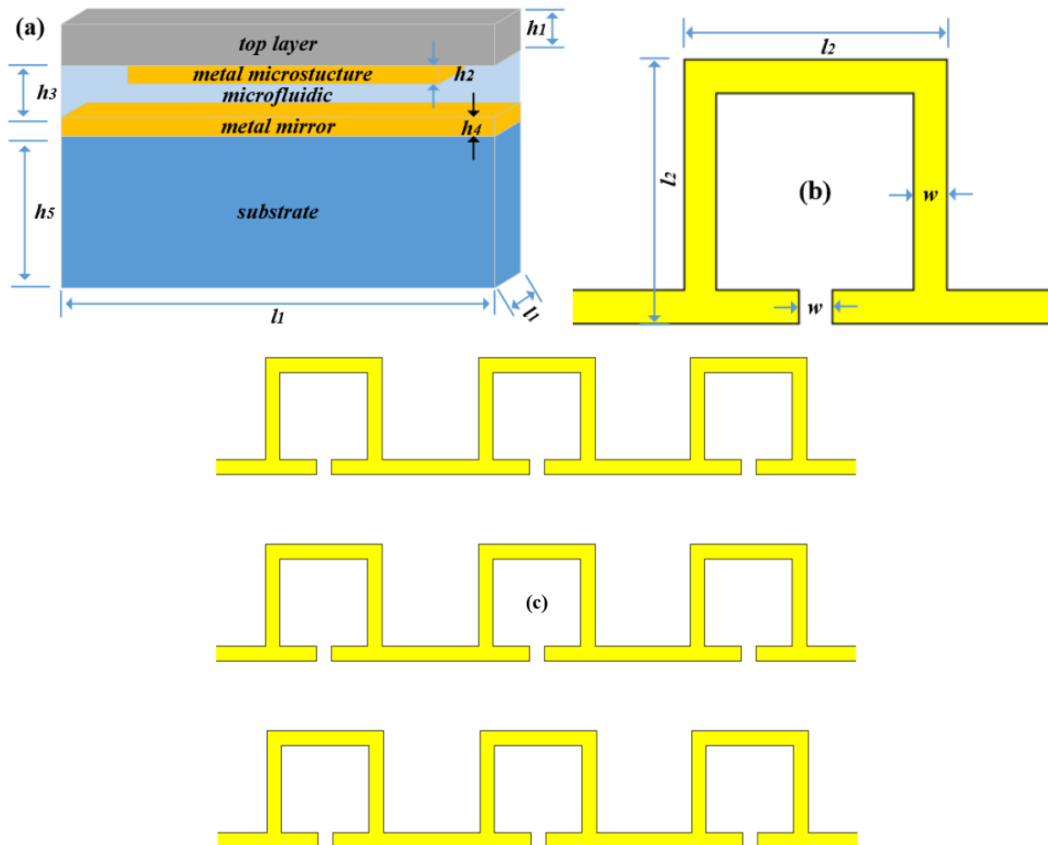 (a)
h1
top layer
metal microstucture
h2
h3
microfluidic
metal mirror
h4
h5
substrate
l1
l1
l2
l2
(b)
w
w
(c)